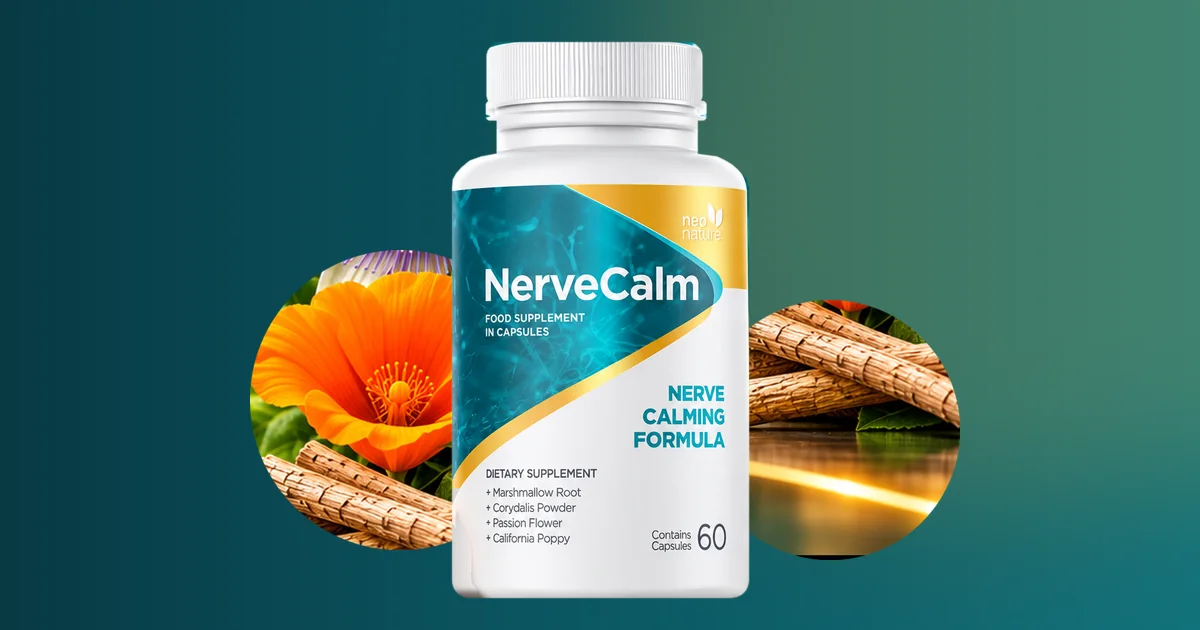 neo
nature
NerveCalm
FOOD SUPPLEMENT
IN CAPSULES
NERVE
CALMING
FORMULA
DIETARY SUPPLEMENT
+ Marshmallow Root
+ Corydalis Powder
+ Passion Flower
+ California Poppy
Contains
Capsules 60